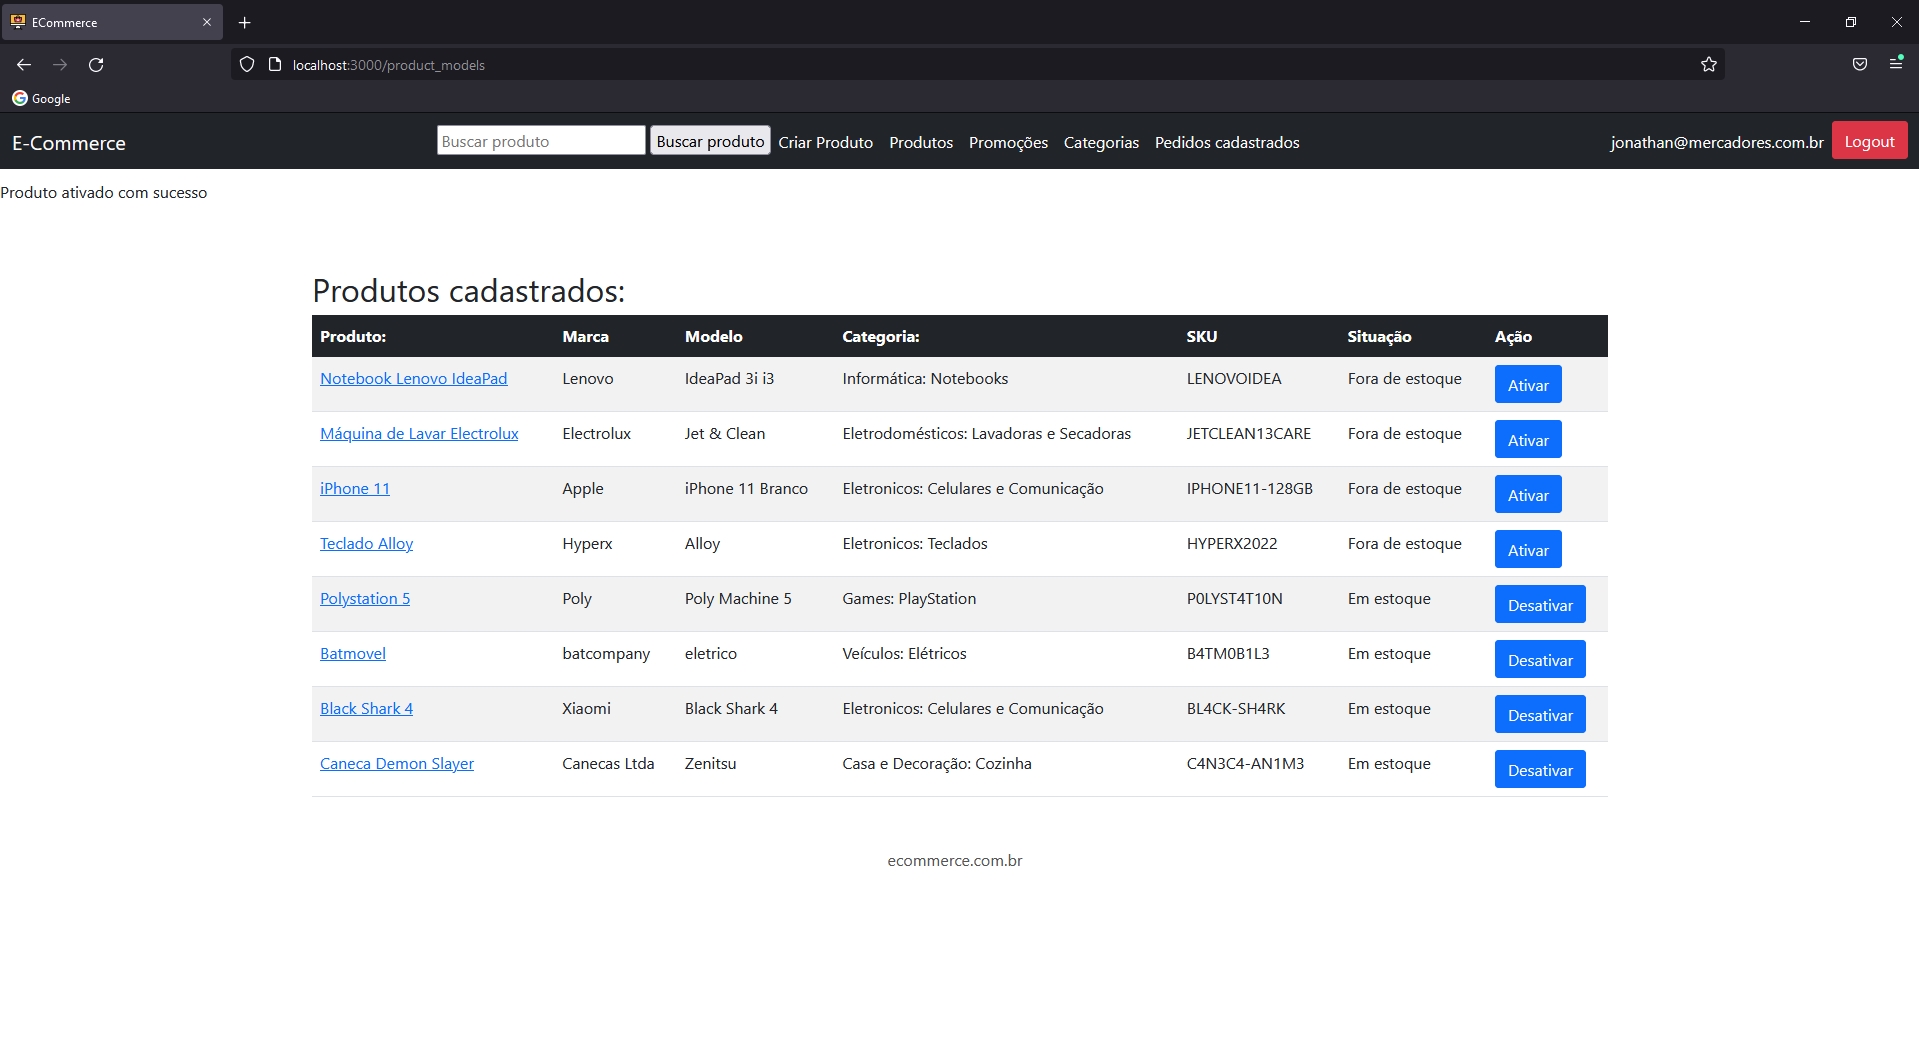 ECommerce
localhost:3000/product_models
Google
E-Commerce Buscar produto Buscar produto Criar Produto Produtos Promoções Categorias Pedidos cadastrados jonathan@mercadores.com.br Logout
Produto ativado com sucesso
Produtos cadastrados:
Produto: Marca Modelo Categoria: SKU Situação Ação
Notebook Lenovo IdeaPad Lenovo IdeaPad 3i i3 Informática: Notebooks LENOVOIDEA Fora de estoque Ativar
Máquina de Lavar Electrolux Electrolux Jet & Clean Eletrodomésticos: Lavadoras e Secadoras JETCLEAN13CARE Fora de estoque Ativar
iPhone 11 Apple iPhone 11 Branco Eletronicos: Celulares e Comunicação IPHONE11-128GB Fora de estoque Ativar
Teclado Alloy Hyperx Alloy Eletronicos: Teclados HYPERX2022 Fora de estoque Ativar
Polystation 5 Poly Poly Machine 5 Games: PlayStation P0LYST4T10N Em estoque Desativar
Batmovel batcompany eletrico Veículos: Elétricos B4TM0B1L3 Em estoque Desativar
Black Shark 4 Xiaomi Black Shark 4 Eletronicos: Celulares e Comunicação BL4CK-SH4RK Em estoque Desativar
Caneca Demon Slayer Canecas Ltda Zenitsu Casa e Decoração: Cozinha C4N3C4-AN1M3 Em estoque Desativar
ecommerce.com.br